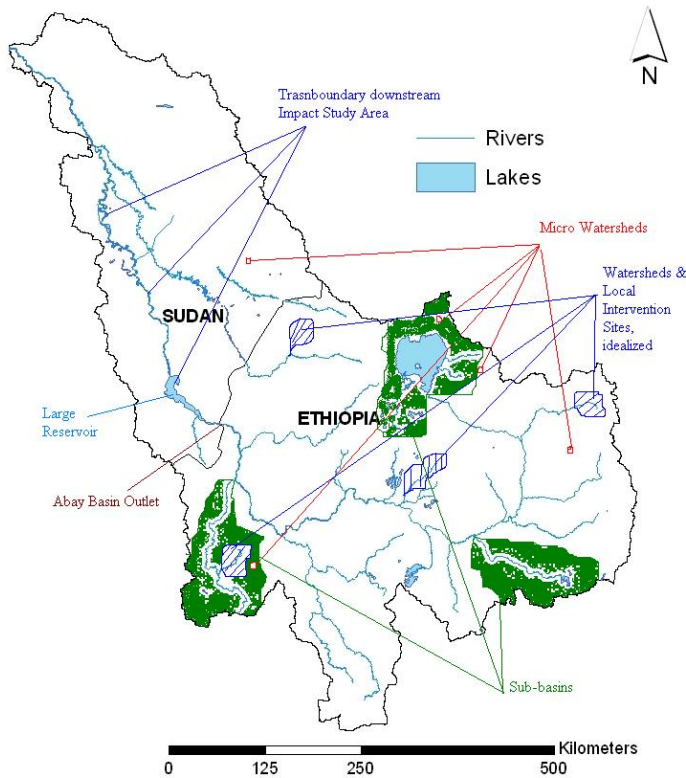 N
Trasnboundary downstream
Impact Study Area
Rivers
Lakes
Micro Watersheds
Watersheds &
Local
Intervention
Sites,
idealized
SUDAN
ETHIOPIA
Large
Reservoir
Abay Basin Outlet
Sub-basins
Kilometers
0 125 250 500